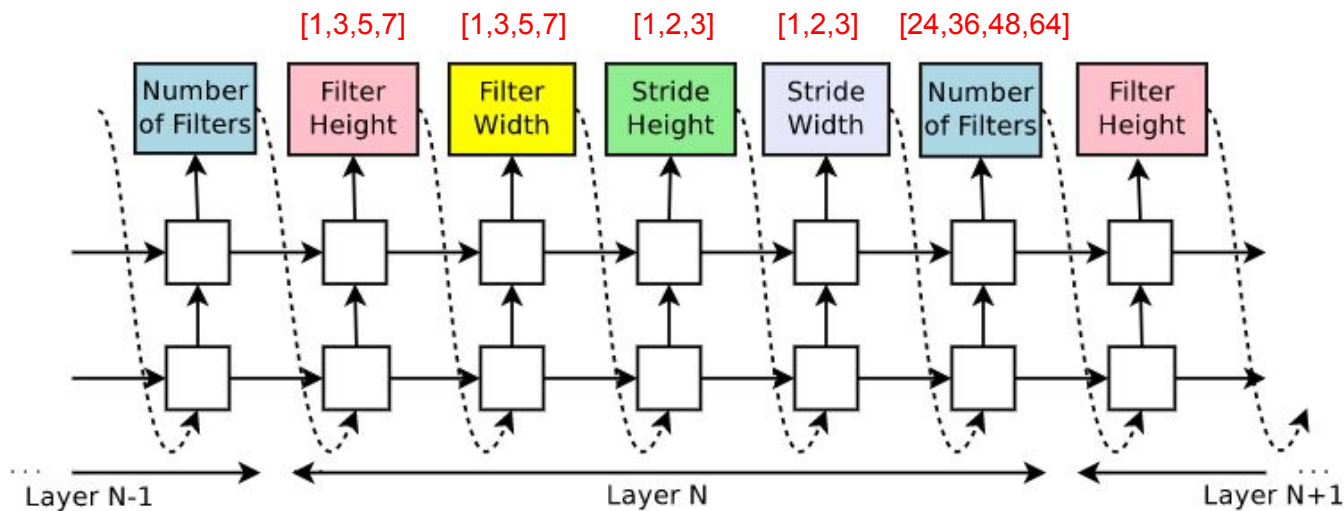 [1,3,5,7] [1,3,5,7] [1,2,3] [1,2,3] [24,36,48,64]
Number
of Filters
Filter
Height
Filter
Width
Stride
Height
Stride
Width
Number
of Filters
Filter
Height
... ...
Layer N-1 Layer N Layer N+1